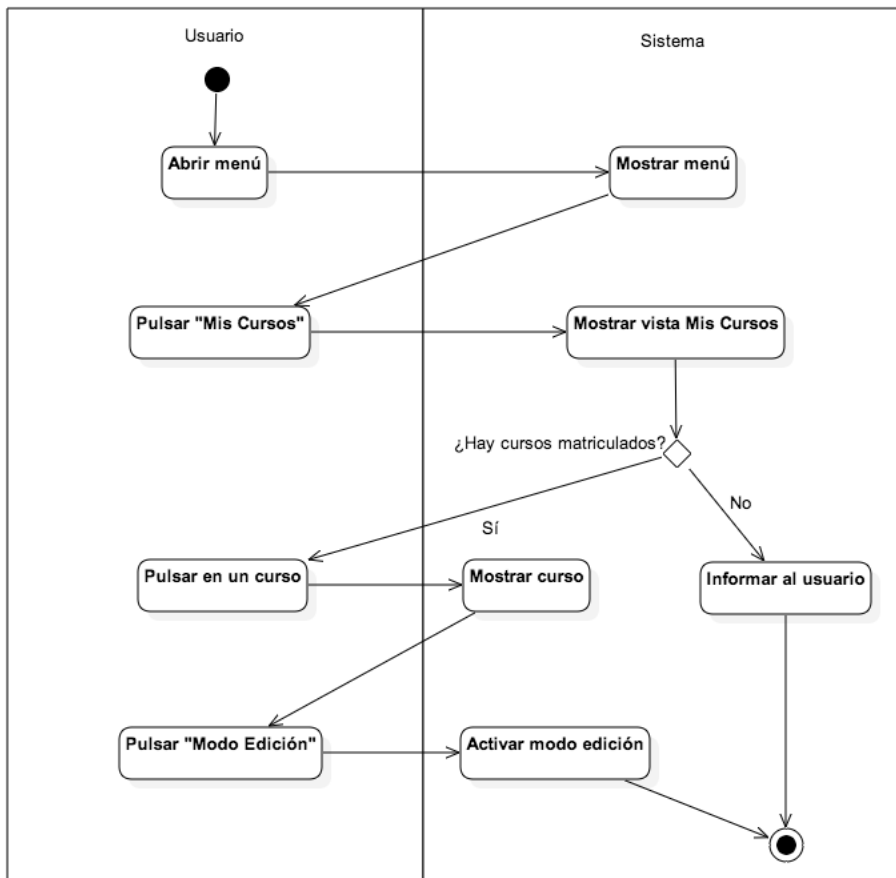 Usuario
Sistema
Abrir menú
Mostrar menú
Pulsar "Mis Cursos"
Mostrar vista Mis Cursos
¿Hay cursos matriculados?
No
Sí
Pulsar en un curso
Mostrar curso
Informar al usuario
Pulsar "Modo Edición"
Activar modo edición